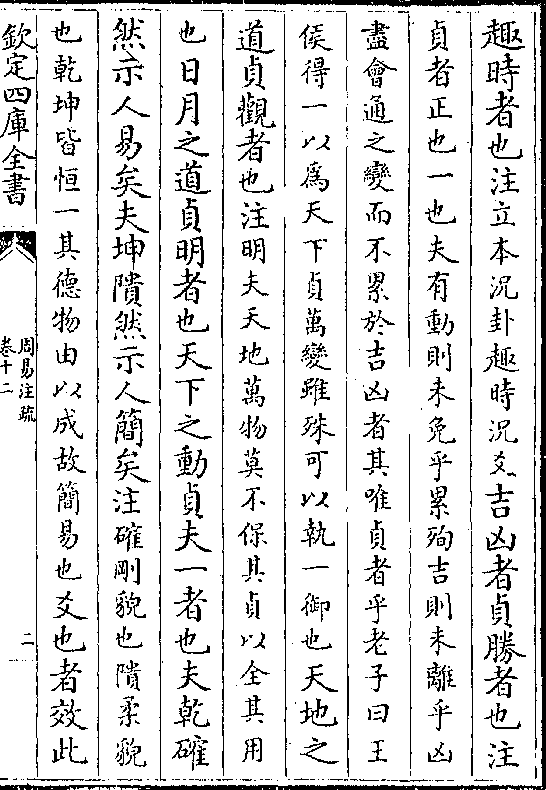 趣時者也注立本況卦趣時況爻吉凶者貞勝者也注
貞者正也一也夫有動則未免乎累殉吉則未離乎凶
盡會通之變而不累於吉凶者其唯貞者乎老子曰王
侯得一以爲天下貞萬變雖殊可以執一御也天地之
道貞觀者也注明夫天地萬物莫不保其貞以全其用
也日月之道貞明者也天下之動貞夫一者也夫乾確
然示人易矣夫坤隤然示人簡矣注確剛貌也隤柔貌
也乾坤皆恒一其德物由以成故簡易也爻也者效此
欽定四庫全書
周易注疏
卷十二
二